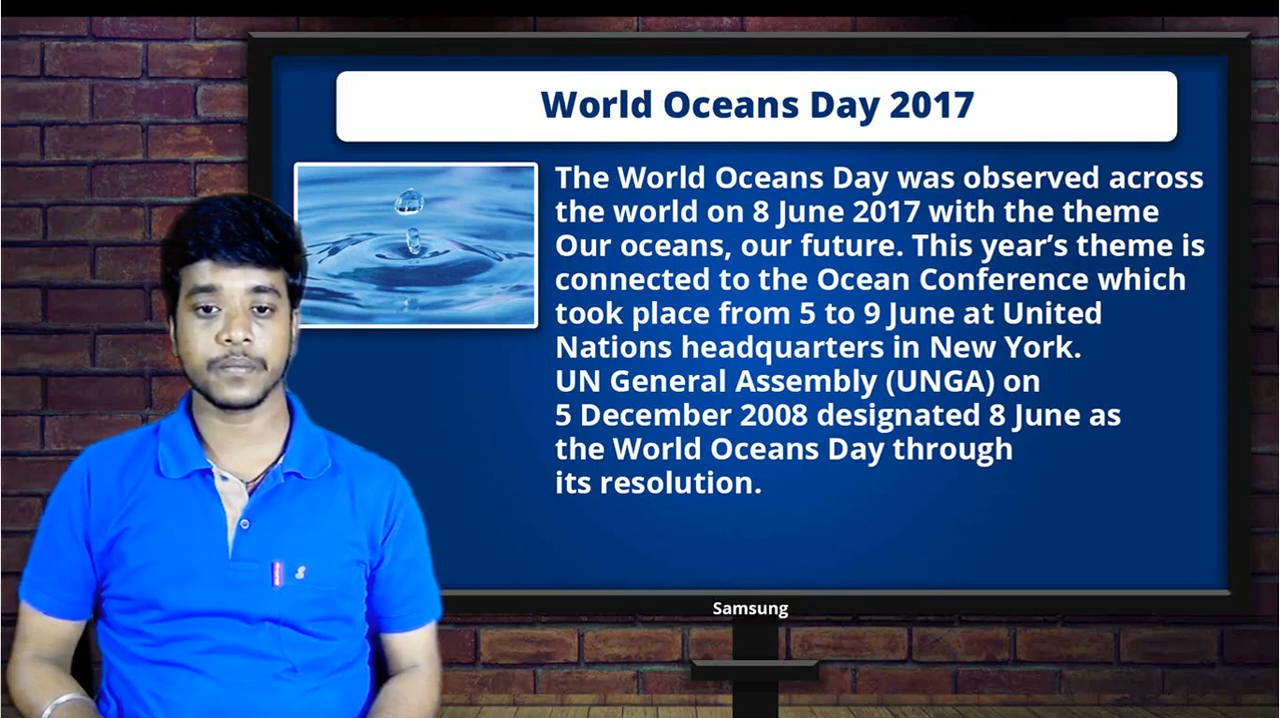 World Oceans Day 2017
The World Oceans Day was observed across
the world on 8 June 2017 with the theme
Our oceans, our future. This year’s theme is
connected to the Ocean Conference which
took place from 5 to 9 June at United
Nations headquarters in New York.
UN General Assembly (UNGA) on
5 December 2008 designated 8 June as
the World Oceans Day through
its resolution.
Samsung